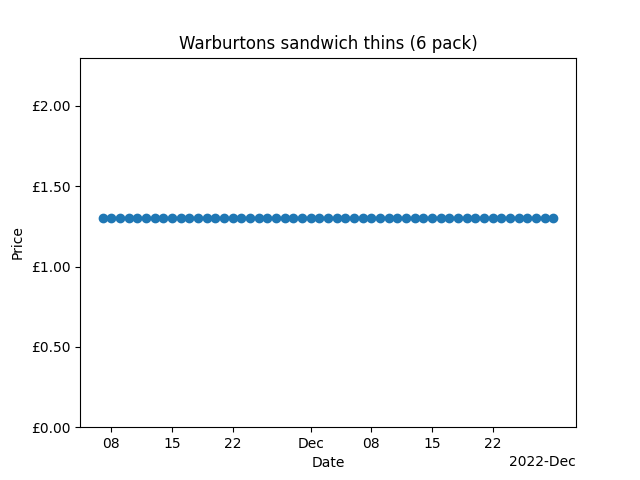 Warburtons sandwich thins (6 pack)
£2.00
£1.50
£1.00
£0.50
£0.00
Price
08 15 22 Dec 08 15 22
Date
2022-Dec